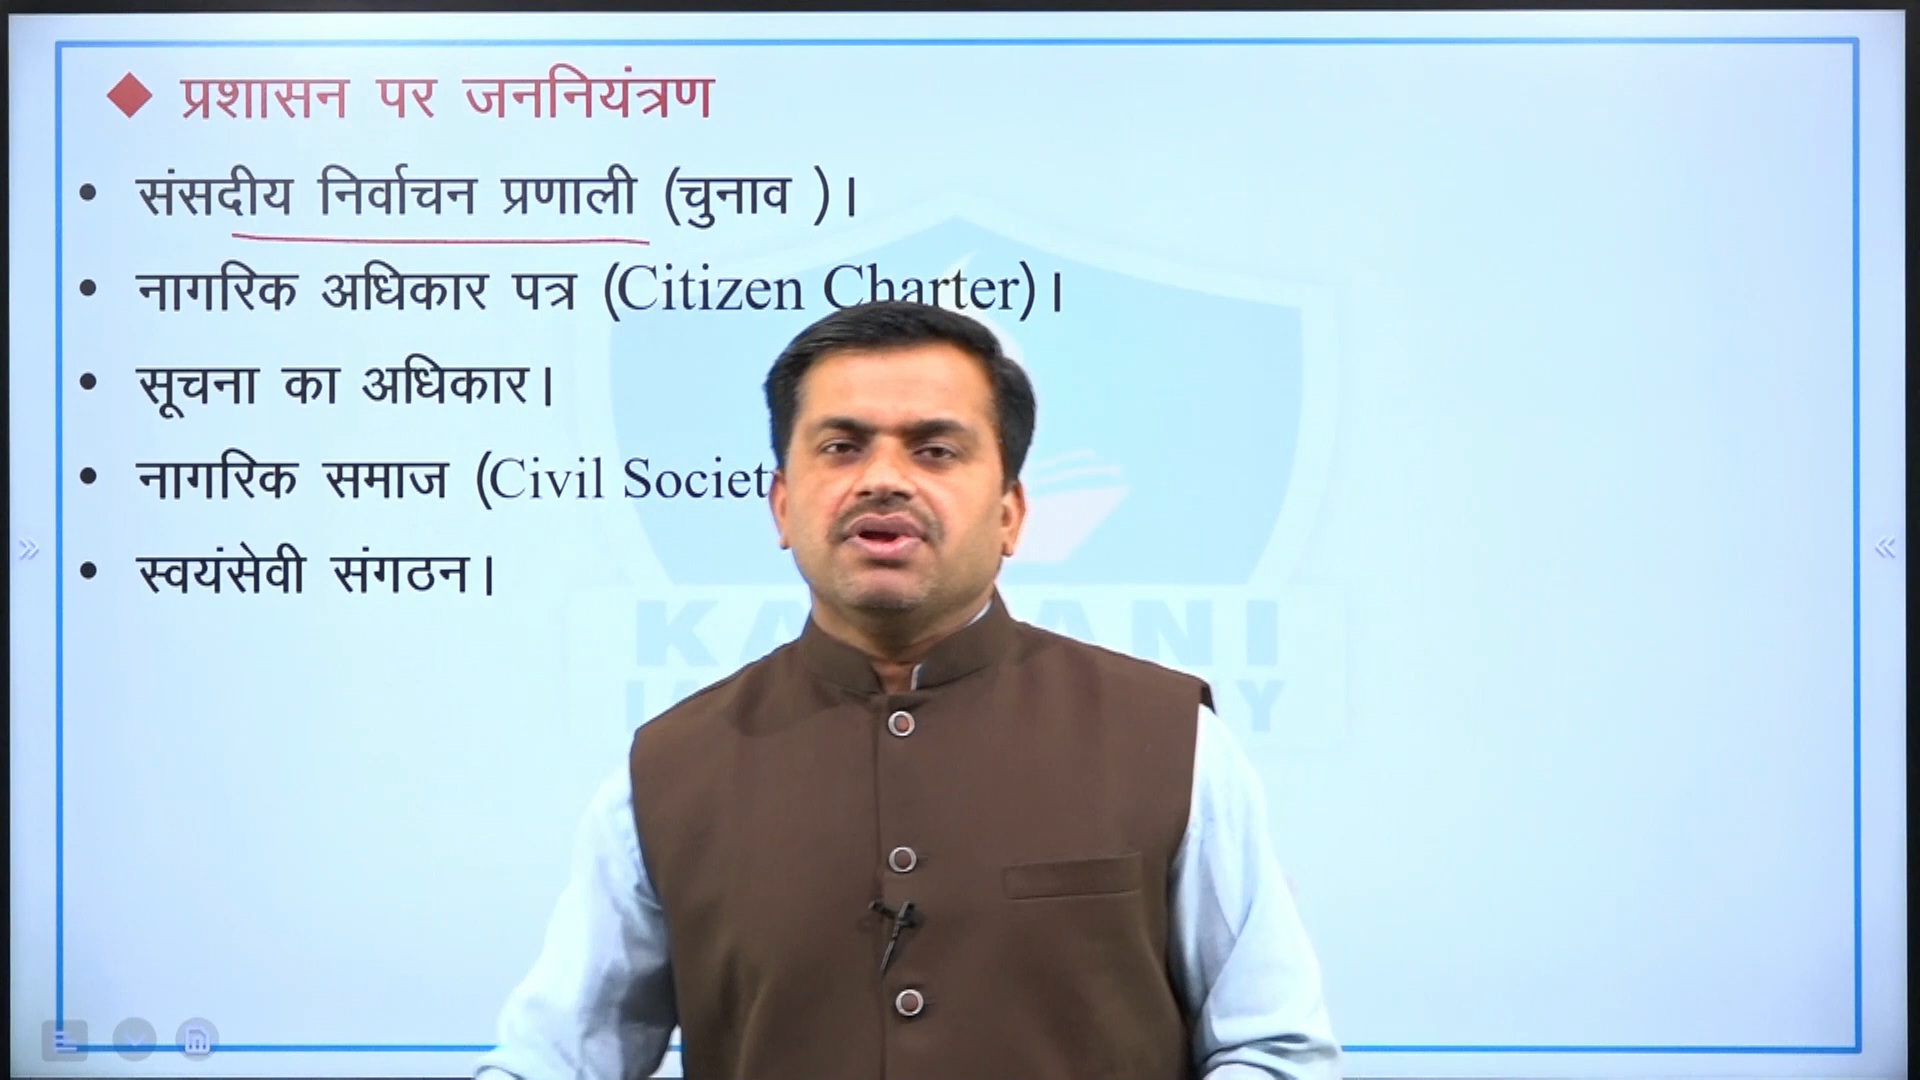 प्रशासन पर जननियंत्रण
• संसदीय निर्वाचन प्रणाली (चुनाव )।
• नागरिक अधिकार पत्र (Citizen Charter)।
• सूचना का अधिकार।
• नागरिक समाज (Civil
• स्वयंसेवी संगठन।